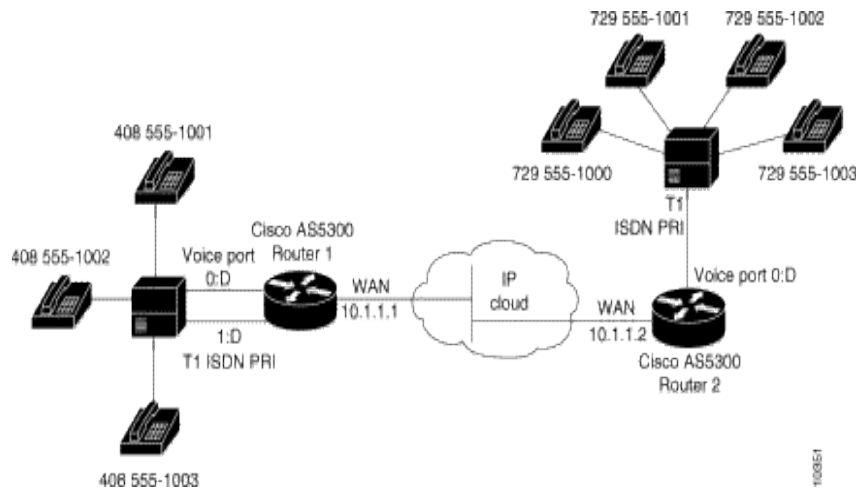 729 555-1001
729 555-1002
408 555-1001
729 555-1000
729 555-1003
T1
ISDN PRI
Cisco AS5300
Router 1
408 555-1002
Voice port
0:D
WAN
10.1.1.1
IP
cloud
Voice port 0:D
WAN
10.1.1.2
1:D
T1 ISDN PRI
Cisco AS5300
Router 2
408 555-1003
10351